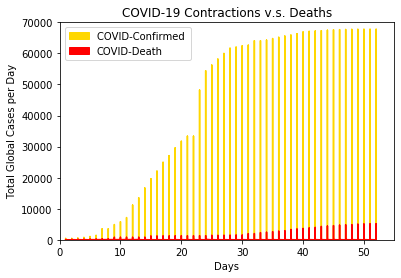 COVID-19 Contractions v.s. Deaths
70000
60000
50000
40000
30000
20000
10000
0
COVID-Confirmed
COVID-Death
Total Global Cases per Day
0 10 20 30 40 50
Days